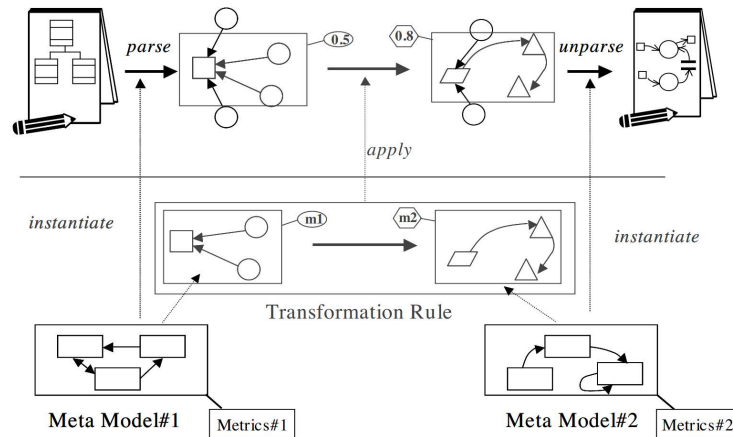 parse
0.5
0.8
unparse
apply
instantiate
m1
m2
instantiate
Transformation Rule
Meta Model#1
Metrics#1
Meta Model#2
Metrics#2